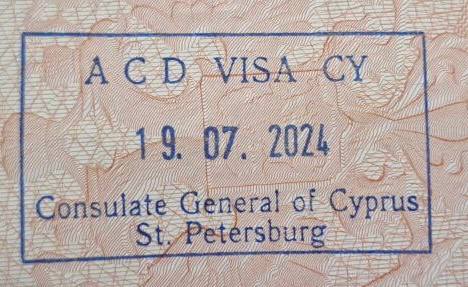 A C D VISA CY
19. 07. 2024
Consulate General of Cyprus
St. Petersburg